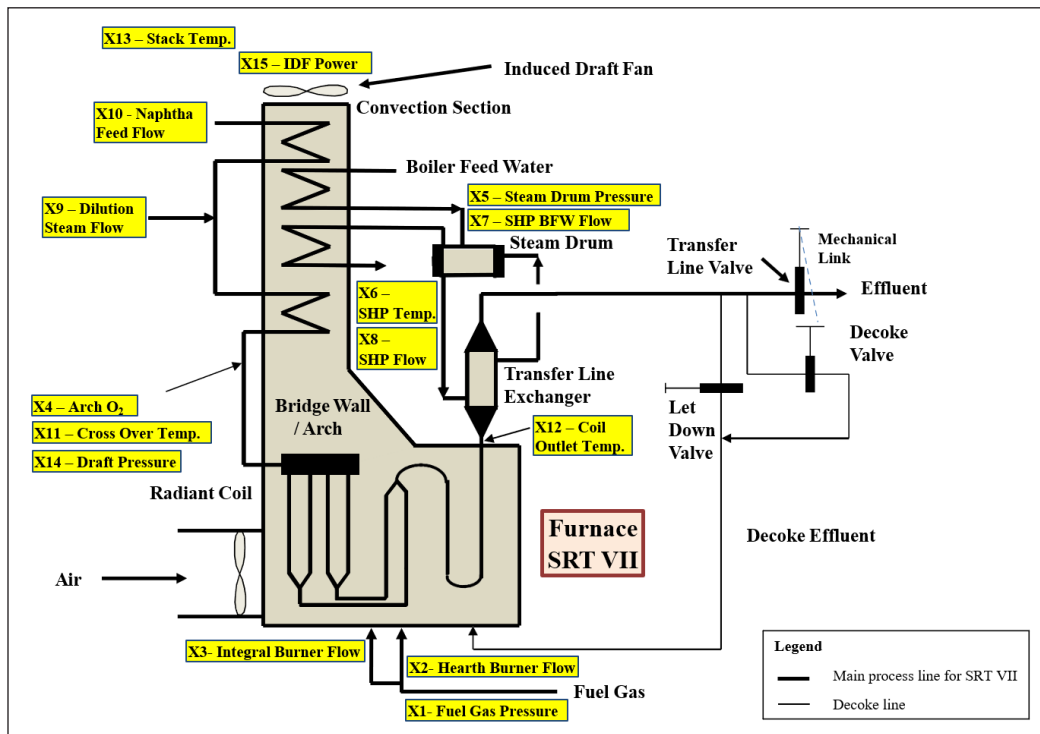 X13 – Stack Temp.
X15 – IDF Power
Induced Draft Fan
Convection Section
X10 - Naphtha
Feed Flow
Boiler Feed Water
X5 – Steam Drum Pressure
X7 – SHP BFW Flow
Steam Drum
X9 – Dilution
Steam Flow
Transfer
Line Valve
Mechanical
Link
Effluent
X6 –
SHP Temp.
X8 –
SHP Flow
Decoke
Valve
Transfer Line
Exchanger
Let
Down
Valve
X4 – Arch O₂
X11 – Cross Over Temp.
X14 – Draft Pressure
Bridge Wall
/ Arch
X12 – Coil
Outlet Temp.
Radiant Coil
Furnace
SRT VII
Decoke Effluent
Air
X3- Integral Burner Flow
X2- Hearth Burner Flow
Fuel Gas
X1- Fuel Gas Pressure
Legend
Main process line for SRT VII
Decoke line